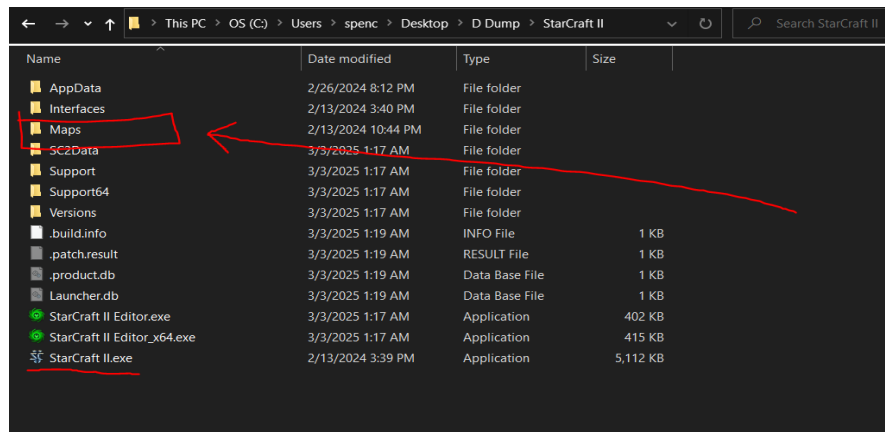 This PC > OS (C:) > Users > spenc > Desktop > D Dump > StarCraft II Search StarCraft II
Name Date modified Type Size
AppData 2/26/2024 8:12 PM File folder
Interfaces 2/13/2024 3:40 PM File folder
Maps 2/13/2024 10:44 PM File folder
SC2Data 3/3/2025 1:17 AM File folder
Support 3/3/2025 1:17 AM File folder
Support64 3/3/2025 1:17 AM File folder
Versions 3/3/2025 1:17 AM File folder
.build.info 3/3/2025 1:19 AM INFO File 1 KB
.patch.result 3/3/2025 1:19 AM RESULT File 1 KB
.product.db 3/3/2025 1:19 AM Data Base File 1 KB
Launcher.db 3/3/2025 1:19 AM Data Base File 1 KB
StarCraft II Editor.exe 3/3/2025 1:17 AM Application 402 KB
StarCraft II Editor_x64.exe 3/3/2025 1:17 AM Application 415 KB
StarCraft II.exe 2/13/2024 3:39 PM Application 5,112 KB